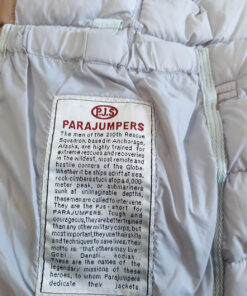 PJS
PARAJUMPERS
The men of the 210th Rescue
Squadron, based in Anchorage,
Alaska, are highly trained for
extreme rescues and recoveries
in the wildest, most remote and
hostile corners of the Globe.
Whether it be ships adrift at sea,
rock-climbers stuck atop a 4,000
meter peak, or submariners
sunk at unimaginable depths,
these men are called to intervene.
They are the PJs - short for
PARAJUMPERS. Tough and
courageous, they are better trained
than any other military corps, but
most important, they use their skills
and techniques to save lives; their
motto is: that others may live
Gobi, Denali, kodiak
These are the names of the
legendary missions of these
heroes, to whom Parajumpers
dedicate their jackets